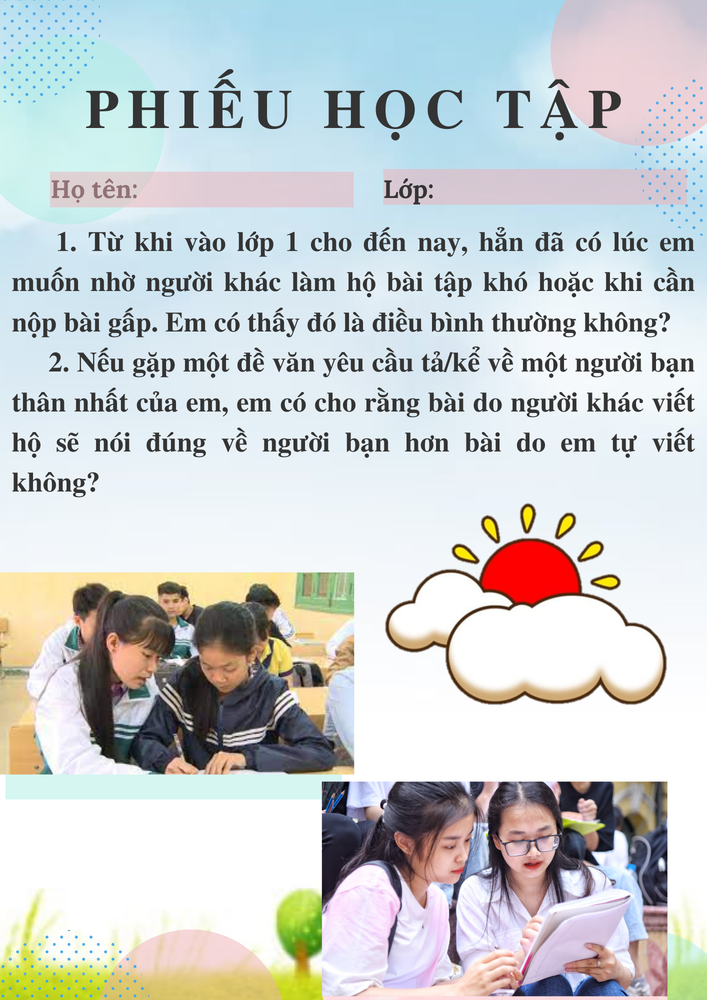 PHIẾU HỌC TẬP
Họ tên:
Lớp:
1. Từ khi vào lớp 1 cho đến nay, hẳn đã có lúc em
muốn nhờ người khác làm hộ bài tập khó hoặc khi cần
nộp bài gấp. Em có thấy đó là điều bình thường không?
2. Nếu gặp một đề văn yêu cầu tả/kể về một người bạn
thân nhất của em, em có cho rằng bài do người khác viết
hộ sẽ nói đúng về người bạn hơn bài do em tự viết
không?